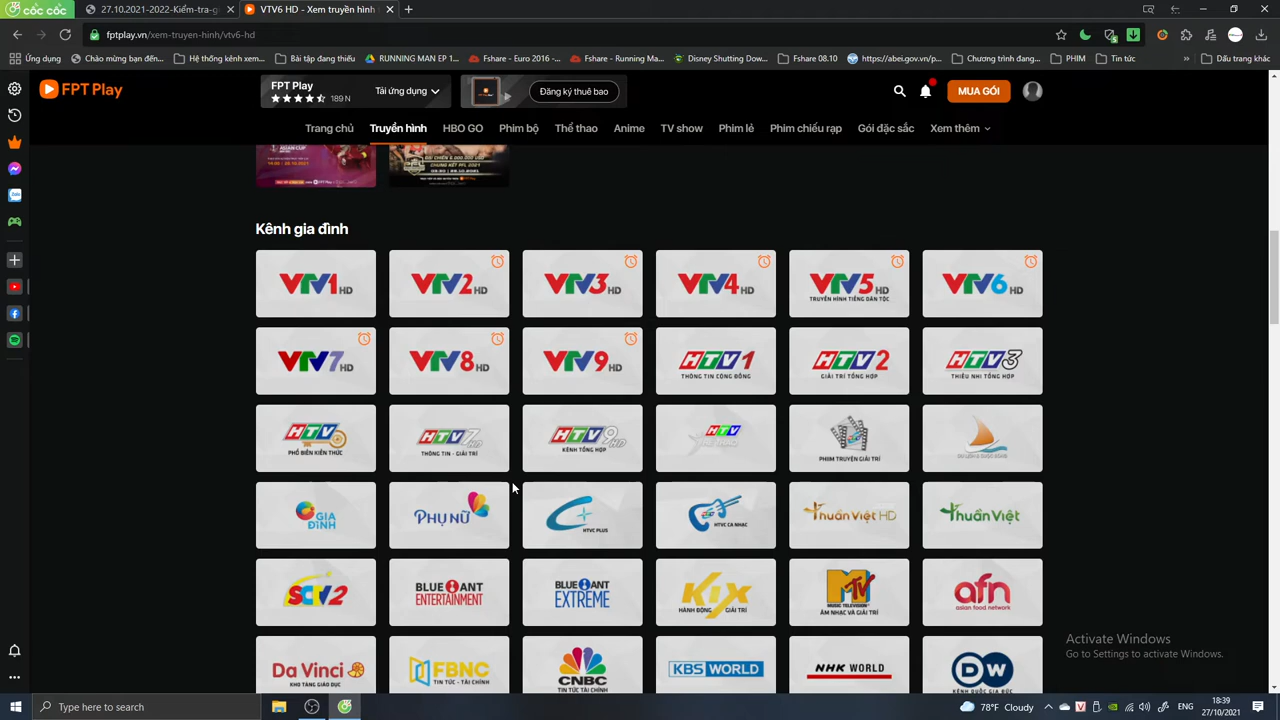 cốc cốc
27.10.2021-2022-Kiểm-tra-g
VTV6 HD - Truyền hình
fptplay.vn/xem-truyen-hinh/vtv6-hd
Ứng dụng
Chào mừng bạn đến...
Hệ thống kênh xem...
Bài tập đang tải
RUNNING MAN EP 1...
Fshare - Euro 2016 -...
Fshare - Running Ma...
Disney Shutting Dow...
Fshare 08.10
https://abei.gov.vn/p...
Chương trình đang...
PHIM
Tin tức
»
Dấu trang khác
FPT Play
FPT Play
189 N
Tải ứng dụng
Đăng ký thuê bao
MUA GÓI
Trang chủ
Truyền hình
HBO GO
Phim bộ
Thể thao
Anime
TV show
Phim lẻ
Phim chiếu rạp
Gói đặc sắc
Xem thêm
Kênh gia đình
VTV1 HD
VTV2 HD
VTV3 HD
VTV4 HD
VTV5 HD
TRUYỀN HÌNH TIẾNG DÂN TỘC
VTV6 HD
VTV7 HD
VTV8 HD
VTV9 HD
HTV1
THÔNG TIN CỘNG ĐỒNG
HTV2
GIẢI TRÍ TỔNG HỢP
HTV3
THIẾU NHI TỔNG HỢP
HTV
PHỔ BIẾN KIẾN THỨC
HTV7 HD
THÔNG TIN - GIẢI TRÍ
HTV9 HD
KÊNH TỔNG HỢP
HTV
THỂ THAO
PHIM TRUYỆN GIẢI TRÍ
DU LỊCH & CUỘC SỐNG
GIA ĐÌNH
PHỤ NỮ
HTVC PLUS
HTVC CA NHẠC
Thuần Việt HD
Thuần Việt
SCTV2
BLUE ANT ENTERTAINMENT
BLUE ANT EXTREME
KIX
HÀNH ĐỘNG GIẢI TRÍ
MTV
MUSIC TELEVISION
ÂM NHẠC VÀ GIẢI TRÍ
afn
asian food network
Da Vinci
KHO TÀNG GIÁO DỤC
FBNC
TIN TỨC - TÀI CHÍNH
CNBC
TIN TỨC TÀI CHÍNH
KBS WORLD
NHK WORLD
DW
KÊNH QUỐC GIA ĐỨC
Activate Windows
Go to Settings to activate Windows.
Type here to search
78°F Cloudy
ENG
18:39
27/10/2021